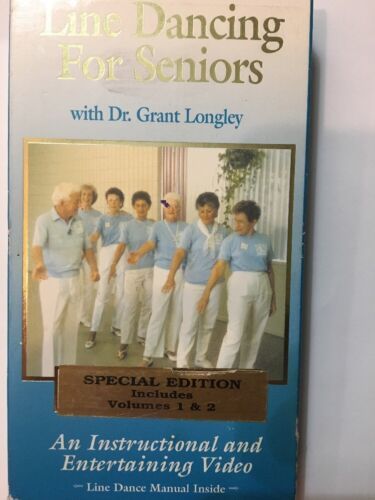 Line Dancing
For Seniors
with Dr. Grant Longley
SPECIAL EDITION
Includes
Volumes 1 & 2
An Instructional and
Entertaining Video
~ Line Dance Manual Inside ~